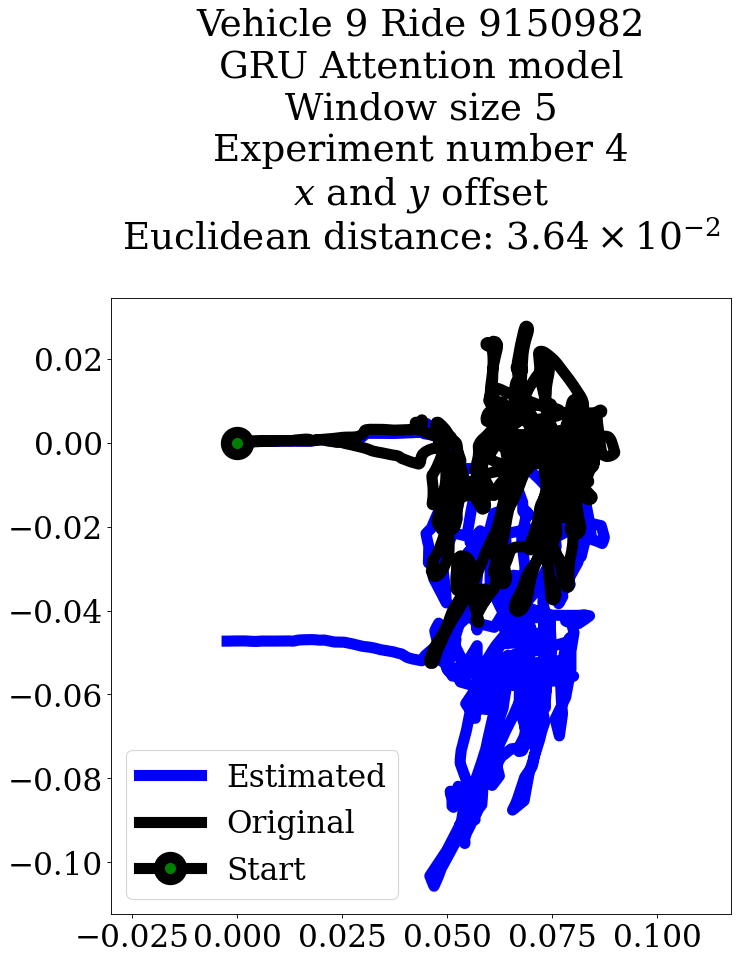 Vehicle 9 Ride 9150982
GRU Attention model
Window size 5
Experiment number 4
x and y offset
Euclidean distance: 3.64 × 10⁻²
0.02
0.00
−0.02
−0.04
−0.06
−0.08
−0.10
Estimated
Original
Start
−0.025 0.000 0.025 0.050 0.075 0.100